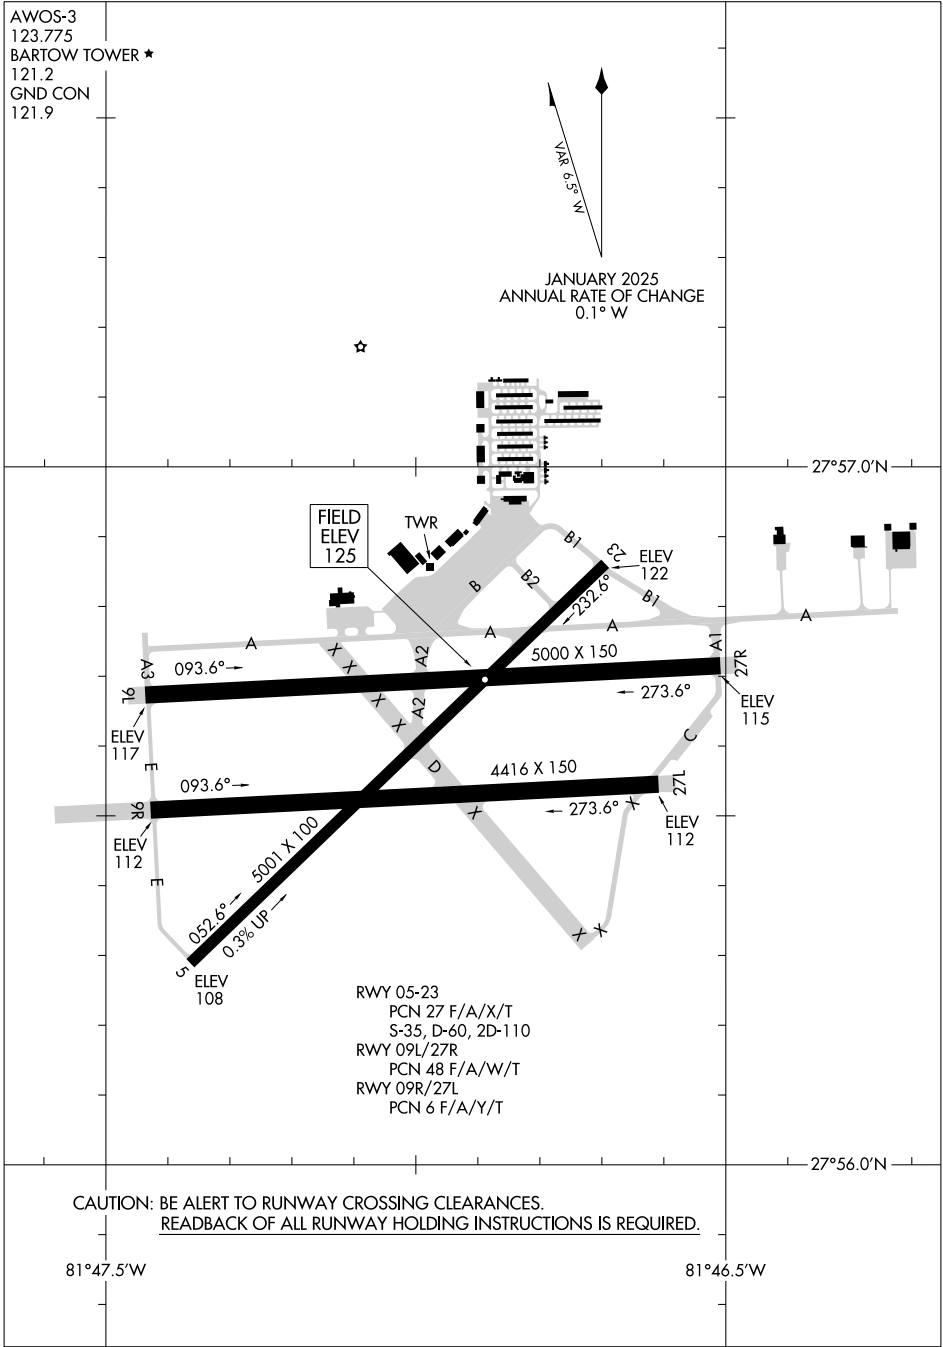 AWOS-3
123.775
BARTOW TOWER ★
121.2
GND CON
121.9
VAR 6.5° W
JANUARY 2025
ANNUAL RATE OF CHANGE
0.1° W
27°57.0'N
FIELD
ELEV
125
TWR
B1
23
ELEV
122
B
B2
232.6°
B1
A
A
A
A
A1
X
X
A2
5000 X 150
27R
A3
093.6°
9L
273.6°
ELEV
115
X
A2
X
C
ELEV
117
E
D
093.6°
4416 X 150
27L
9R
X
273.6°
X
ELEV
112
ELEV
112
5001 X 100
E
052.6°
0.3% UP
X
X
5
ELEV
108
RWY 05-23
PCN 27 F/A/X/T
S-35, D-60, 2D-110
RWY 09L/27R
PCN 48 F/A/W/T
RWY 09R/27L
PCN 6 F/A/Y/T
27°56.0'N
CAUTION: BE ALERT TO RUNWAY CROSSING CLEARANCES.
READBACK OF ALL RUNWAY HOLDING INSTRUCTIONS IS REQUIRED.
81°47.5'W
81°46.5'W